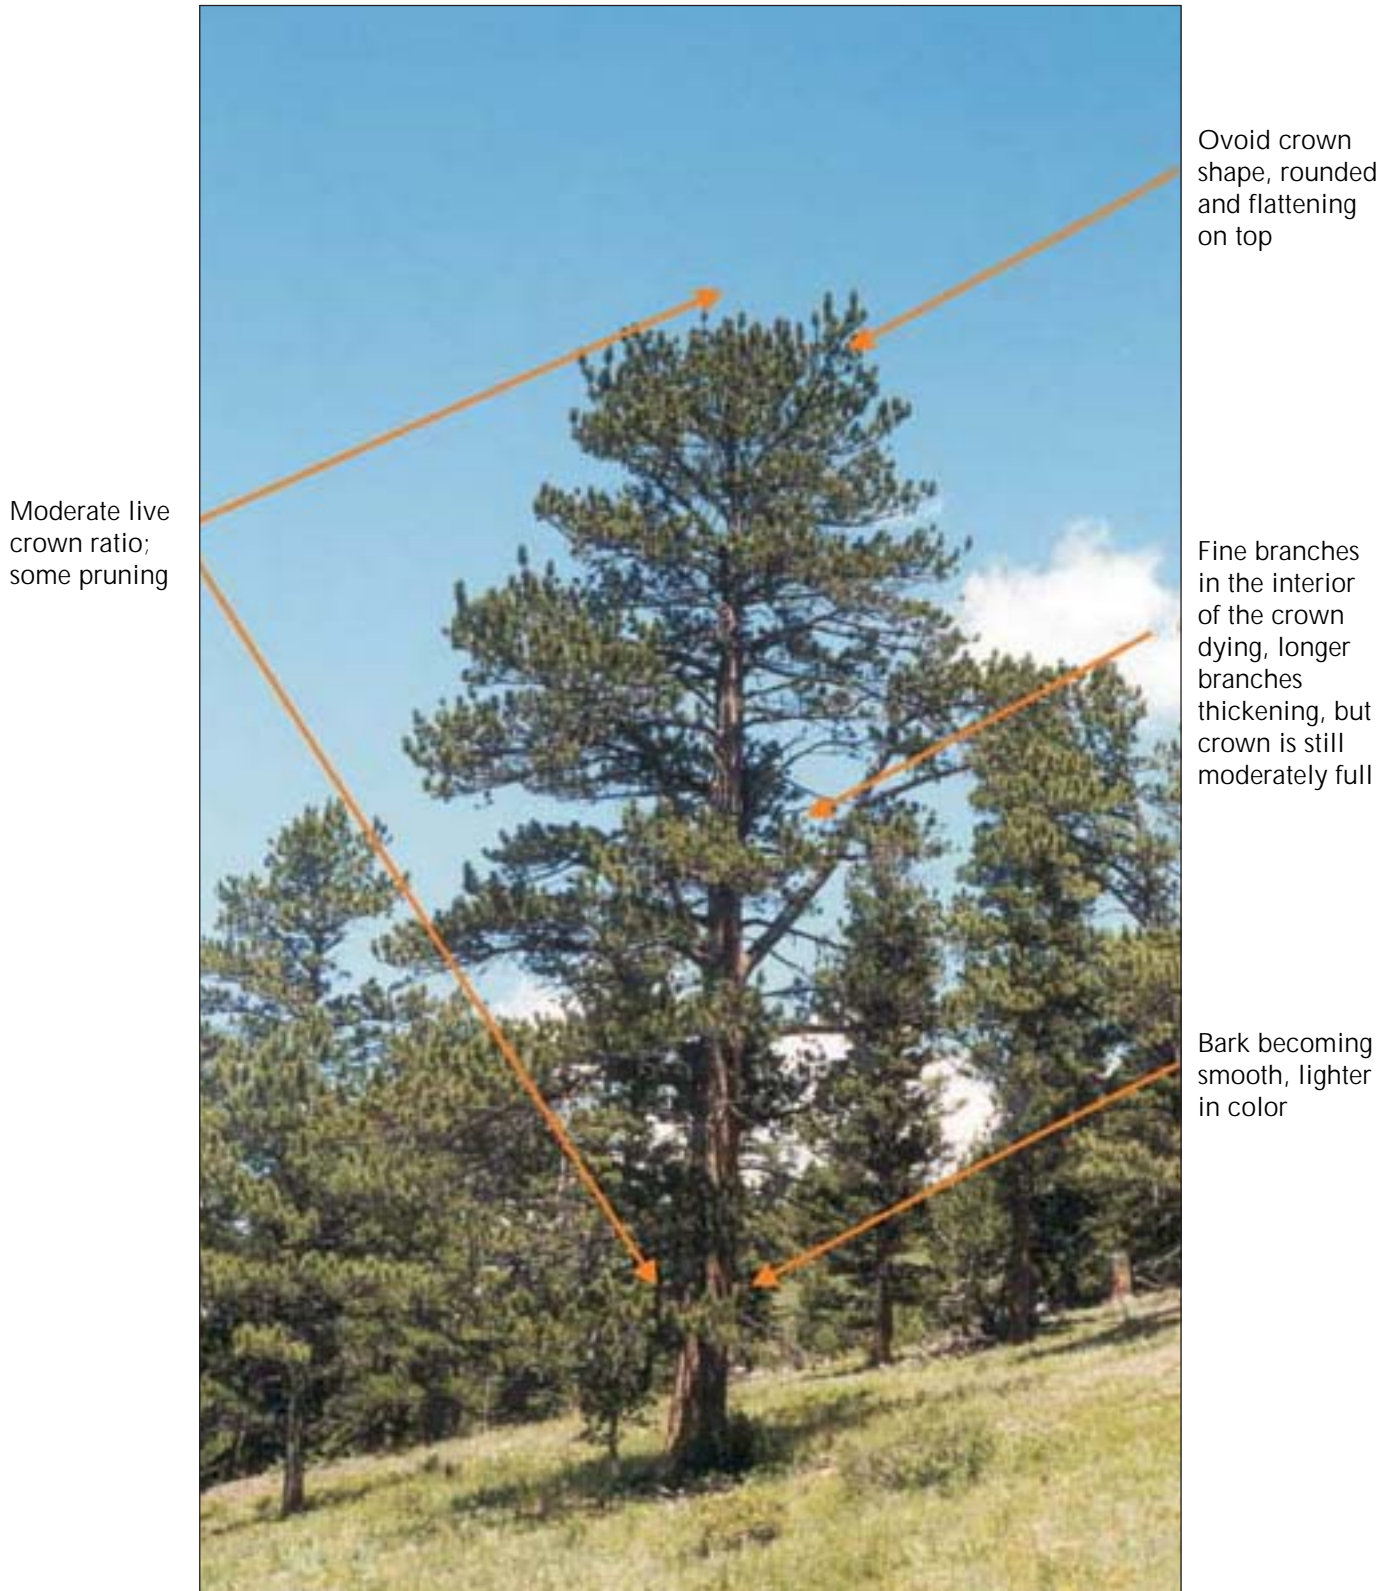 Ovoid crown
shape, rounded
and flattening
on top
Moderate live
crown ratio;
some pruning
Fine branches
in the interior
of the crown
dying, longer
branches
thickening, but
crown is still
moderately full
Bark becoming
smooth, lighter
in color